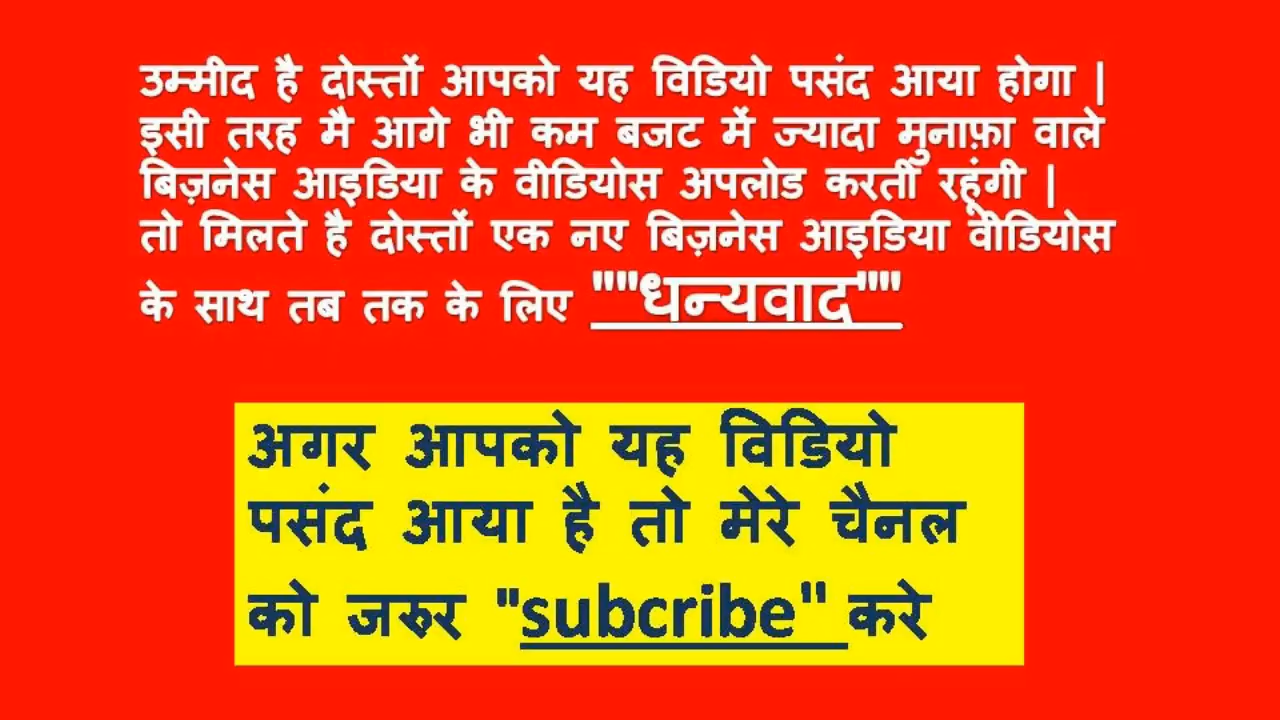 उम्मीद है दोस्तों आपको यह विडियो पसंद आया होगा |
इसी तरह मै आगे भी कम बजट में ज्यादा मुनाफ़ा वाले
बिज़नेस आइडिया के वीडियोस अपलोड करती रहूंगी |
तो मिलते है दोस्तों एक नए बिज़नेस आइडिया वीडियोस
के साथ तब तक के लिए ""धन्यवाद""
अगर आपको यह विडियो
पसंद आया है तो मेरे चैनल
को जरुर "subcribe" करे